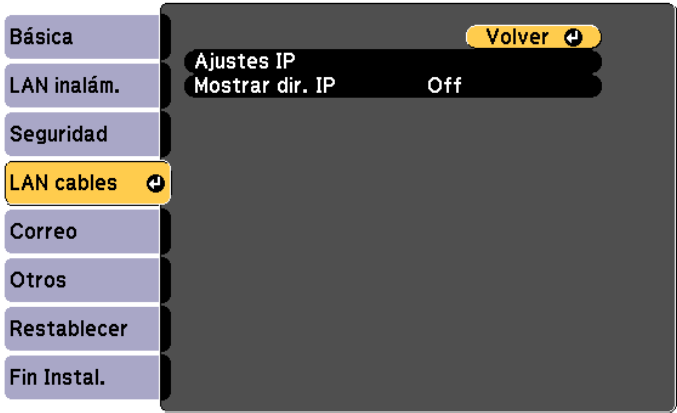 Básica
LAN inalám.
Seguridad
LAN cables
Correo
Otros
Restablecer
Fin Instal.
Volver
Ajustes IP
Mostrar dir. IP Off